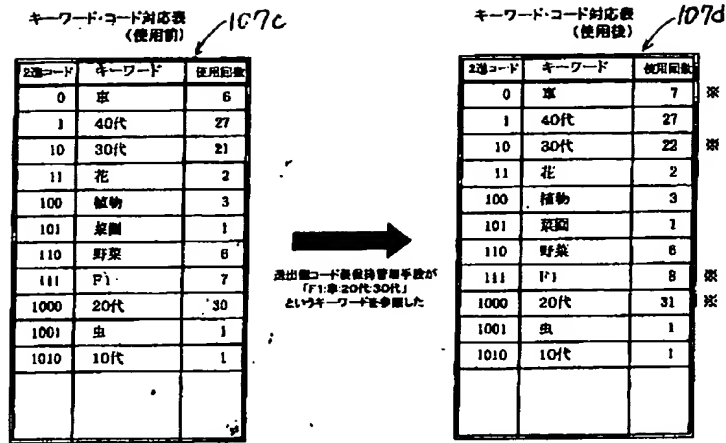 キーワード・コード対応表
(使用前)
107c
2進コード キーワード 使用回数
0 車 6
1 40代 27
10 30代 21
11 花 2
100 植物 3
101 菜園 1
110 野菜 6
111 F1 7
1000 20代 30
1001 虫 1
1010 10代 1
送出側コード表保持管理手段が
「F1:車:20代:30代」
というキーワードを参照した
キーワード・コード対応表
(使用後)
107d
2進コード キーワード 使用回数
0 車 7 ※
1 40代 27
10 30代 22 ※
11 花 2
100 植物 3
101 菜園 1
110 野菜 6
111 F1 8 ※
1000 20代 31 ※
1001 虫 1
1010 10代 1